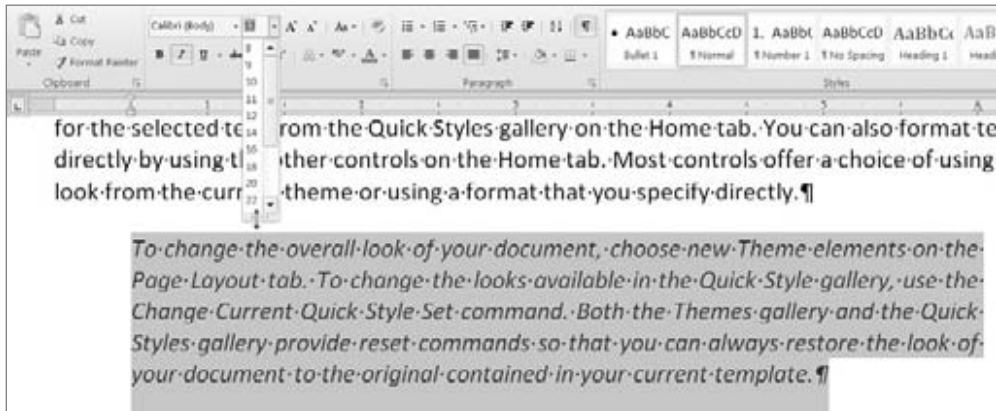 Cut
Copy
Paste
Format Painter
Clipboard
Calibri (Body)
B I U
Paragraph
AaBbC AaBbCcD 1. AaBbC AaBbCcD AaBbCc AaB
Bullet 1 ¶ Normal ¶ Number 1 ¶ No Spacing Heading 1 Head
Styles
8
9
10
11
12
14
16
18
20
22
1 2 3 5
for·the·selected·te rom·the·Quick·Styles·gallery·on·the·Home·tab.·You·can·also·format·te
directly·by·using·t ther·controls·on·the·Home·tab.·Most·controls·offer·a·choice·of·using
look·from·the·curr ·theme·or·using·a·format·that·you·specify·directly.¶
To·change·the·overall·look·of·your·document,·choose·new·Theme·elements·on·the·
Page·Layout·tab.·To·change·the·looks·available·in·the·Quick·Style·gallery,·use·the·
Change·Current·Quick·Style·Set·command.·Both·the·Themes·gallery·and·the·Quick·
Styles·gallery·provide·reset·commands·so·that·you·can·always·restore·the·look·of·
your·document·to·the·original·contained·in·your·current·template.¶